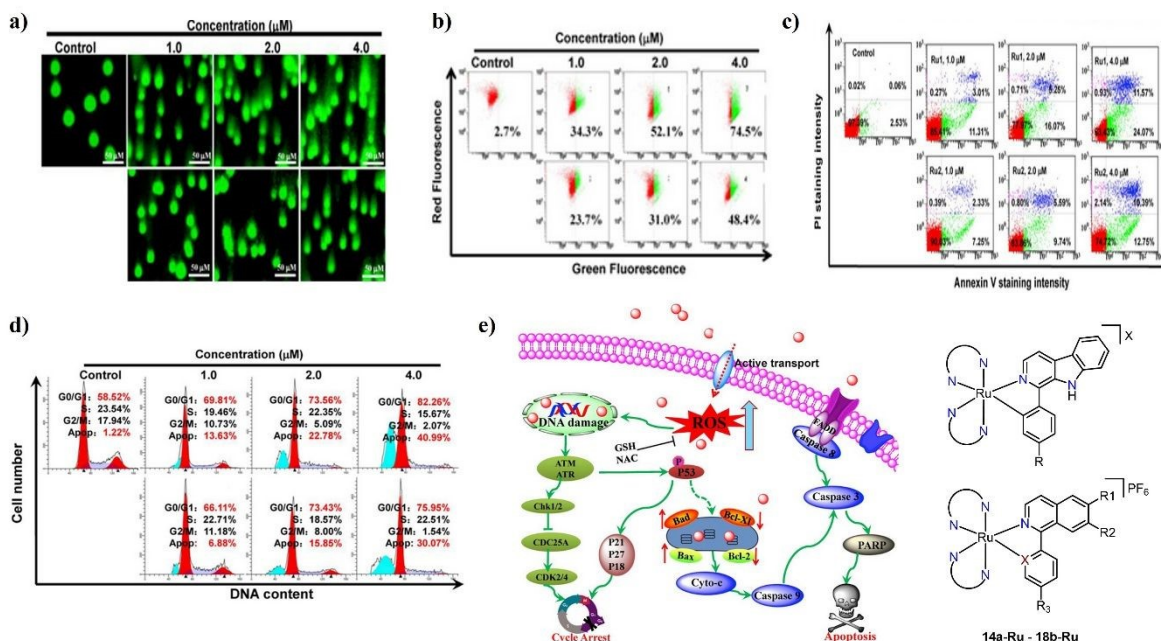 a)
Concentration (μM)
Control 1.0 2.0 4.0
50 μM 50 μM 50 μM 50 μM
50 μM 50 μM 50 μM
b)
Concentration (μM)
Control 1.0 2.0 4.0
2.7% 34.3% 52.1% 74.5%
23.7% 31.0% 48.4%
Red Fluorescence
Green Fluorescence
c)
Control
0.02% 0.06%
2.53%
Ru1, 1.0 μM
0.27% 3.01%
11.31%
Ru1, 2.0 μM
0.71%
16.07%
Ru1, 4.0 μM
0.93% 11.57%
24.07%
Ru2, 1.0 μM
0.39% 2.33%
7.25%
Ru2, 2.0 μM
0.80% 5.59%
9.74%
Ru2, 4.0 μM
2.14% 10.39%
12.75%
PI staining intensity
Annexin V staining intensity
d)
Concentration (μM)
Control 1.0 2.0 4.0
G0/G1: 58.52%
S: 23.54%
G2/M: 17.94%
Apop: 1.22%
G0/G1: 69.81%
S: 19.46%
G2/M: 10.73%
Apop: 13.63%
G0/G1: 73.56%
S: 22.35%
G2/M: 5.09%
Apop: 22.78%
G0/G1: 82.26%
S: 15.67%
G2/M: 2.07%
Apop: 40.99%
G0/G1: 66.11%
S: 22.71%
G2/M: 11.18%
Apop: 6.88%
G0/G1: 73.43%
S: 18.57%
G2/M: 8.00%
Apop: 15.85%
G0/G1: 75.95%
S: 22.51%
G2/M: 1.54%
Apop: 30.07%
Cell number
DNA content
e)
Active transport
DNA damage
ROS
GSH
NAC
FADD
Caspase 8
ATM
ATR
P
P53
Chk1/2
CDC25A
CDK2/4
P21
P27
P18
Bad
Bcl-Xl
Bax
Bcl-2
Caspase 3
PARP
Cyto-c
Caspase 9
Cycle Arrest
Apoptosis
X
N
N
N
Ru
N
H
R
PF6
N
N
N
Ru
X
R1
R2
R3
14a-Ru - 18b-Ru